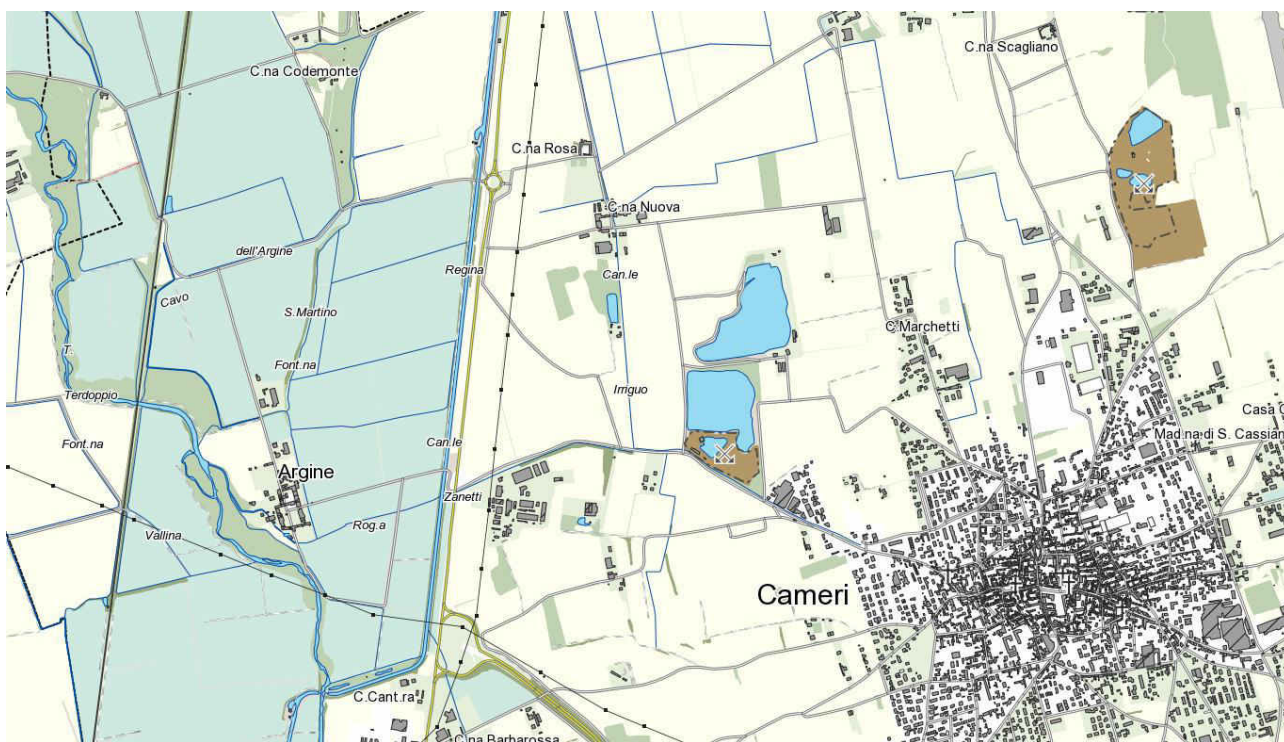 C.na Scagliano
C.na Codemonte
C.na Rosa
C.na Nuova
dell'Argine
Regina
Can.le
Cavo
S.Martino
C.Marchetti
T.
Font.na
Irriguo
Terdoppio
Casa
Font.na
Can.le
Mad.na di S. Cassian
Argine
Zanetti
Rog.a
Vallina
Cameri
C.Cant.ra
C.na Barbarossa